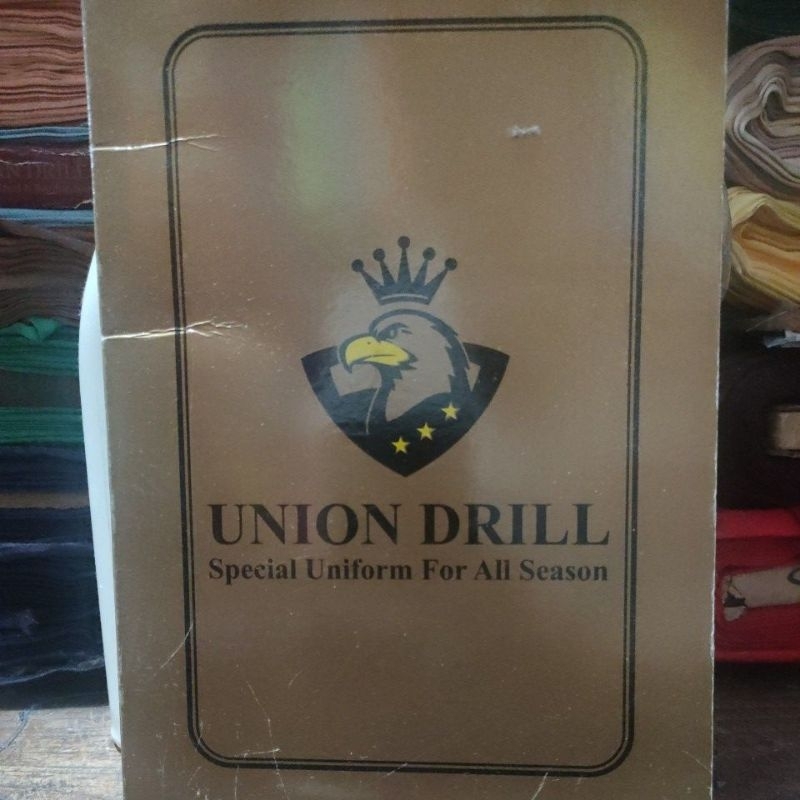 UNION DRILL
Special Uniform For All Season